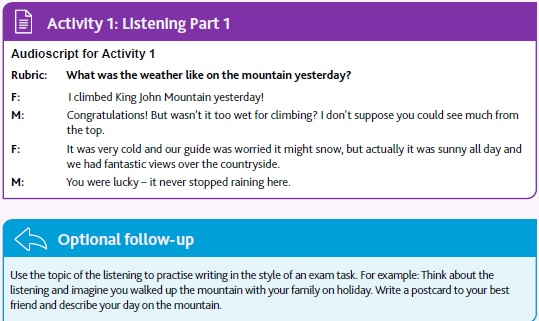 Activity 1: Listening Part 1
Audioscript for Activity 1
Rubric: What was the weather like on the mountain yesterday?
F: I climbed King John Mountain yesterday!
M: Congratulations! But wasn't it too wet for climbing? I don't suppose you could see much from
the top.
F: It was very cold and our guide was worried it might snow, but actually it was sunny all day and
we had fantastic views over the countryside.
M: You were lucky – it never stopped raining here.
Optional follow-up
Use the topic of the listening to practise writing in the style of an exam task. For example: Think about the
listening and imagine you walked up the mountain with your family on holiday. Write a postcard to your best
friend and describe your day on the mountain.